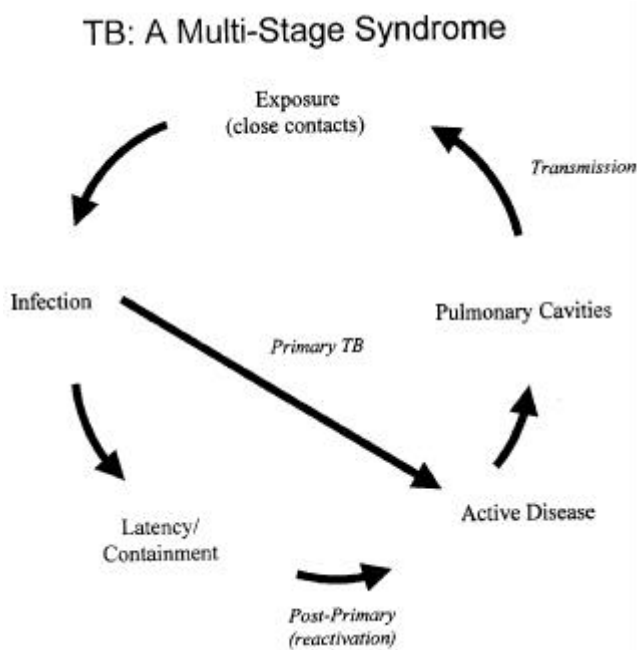 TB: A Multi-Stage Syndrome
Exposure
(close contacts)
Transmission
Infection
Pulmonary Cavities
Primary TB
Active Disease
Latency/
Containment
Post-Primary
(reactivation)